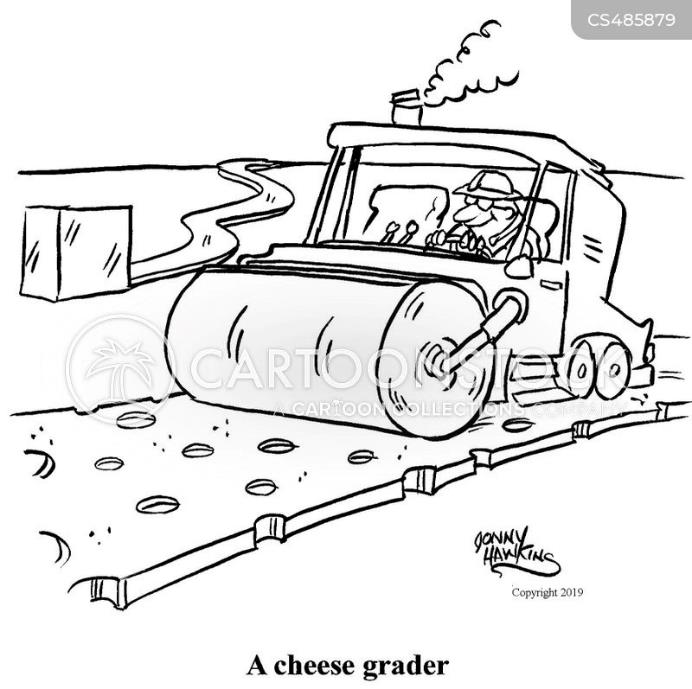 CS485879
CARTOONSTOCK
A CARTOON COLLECTIONS COMPANY
JONNY
HAWKINS
Copyright 2019
A cheese grader